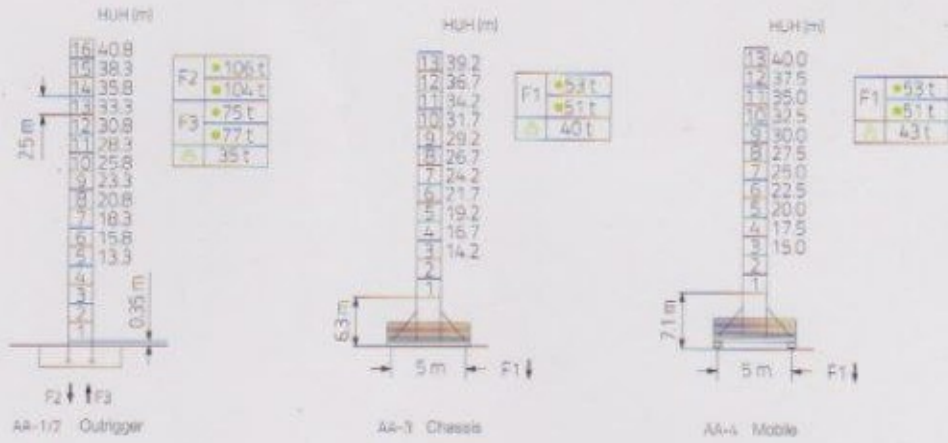 HUH (m)
16 40.8
15 38.3
14 35.8
13 33.3
12 30.8
11 28.3
10 25.8
9 23.3
8 20.8
7 18.3
6 15.8
5 13.3
4
3
2
1
F2 106 t
104 t
F3 75 t
77 t
35 t
0.35 m
F2 F3
AA-1/7 Outrigger
HUH (m)
13 39.2
12 36.7
11 34.2
10 31.7
9 29.2
8 26.7
7 24.2
6 21.7
5 19.2
4 16.7
3 14.2
2
1
F1 53 t
51 t
40 t
6.3 m
5 m F1
AA-3 Chassis
HUH (m)
13 40.0
12 37.5
11 35.0
10 32.5
9 30.0
8 27.5
7 25.0
6 22.5
5 20.0
4 17.5
3 15.0
2
1
F1 53 t
51 t
43 t
7.1 m
5 m F1
AA-4 Mobile